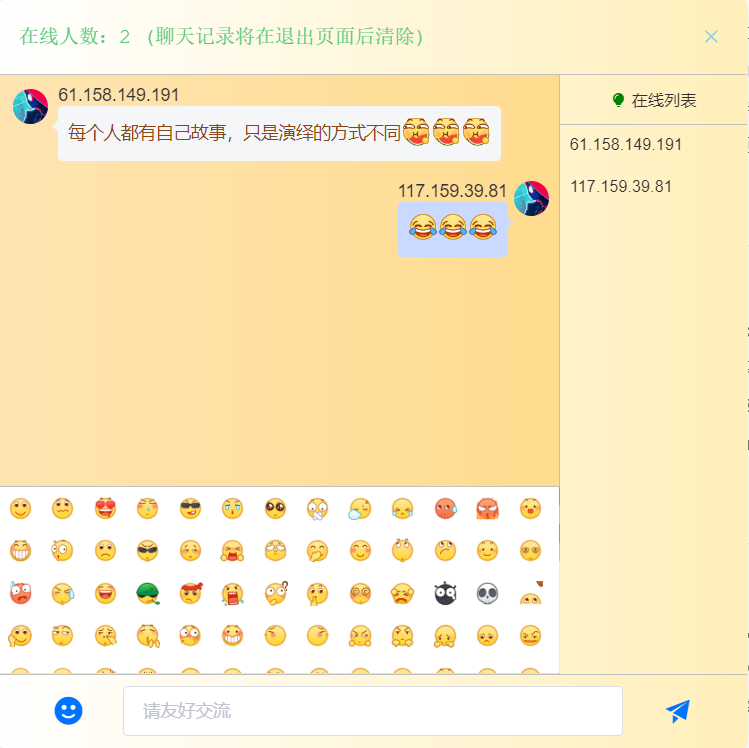 在线人数：2 （聊天记录将在退出页面后清除）
61.158.149.191
每个人都有自己故事，只是演绎的方式不同
117.159.39.81
在线列表
61.158.149.191
117.159.39.81
请友好交流